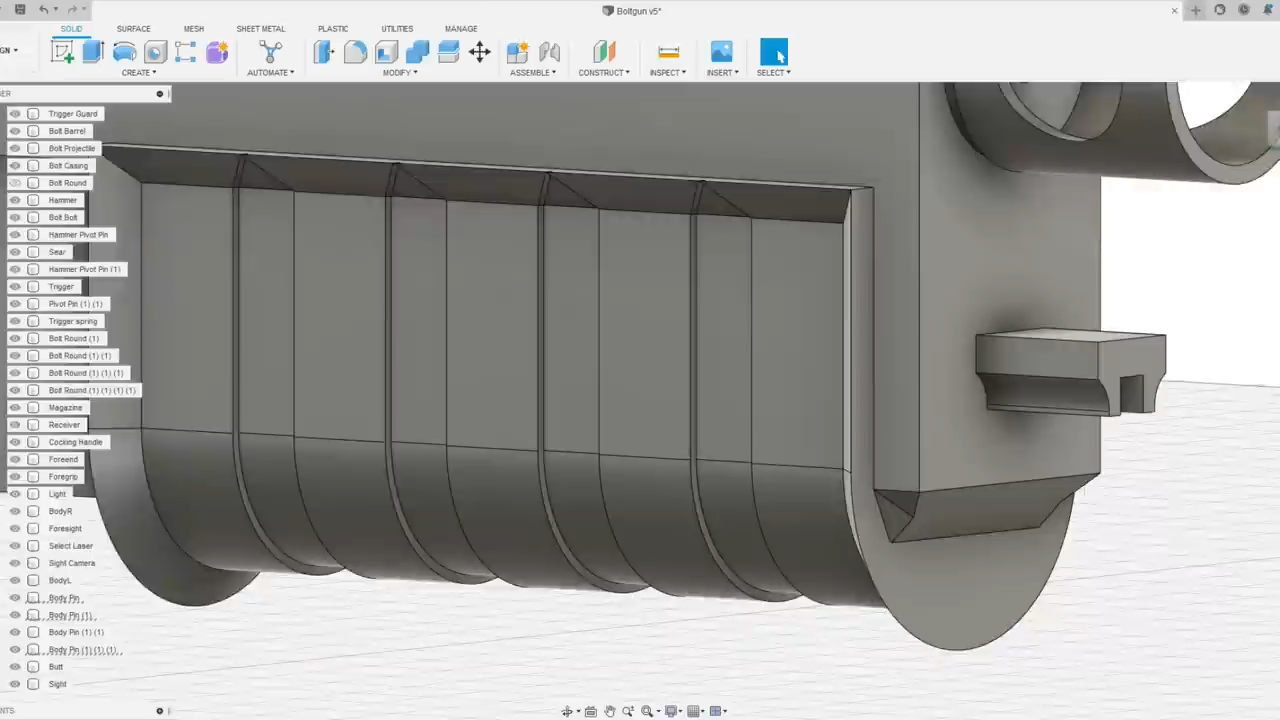 Boltgun v5*
SOLID SURFACE MESH SHEET METAL PLASTIC UTILITIES MANAGE
GN
CREATE AUTOMATE MODIFY ASSEMBLE CONSTRUCT INSPECT INSERT SELECT
ER
Trigger Guard
Bolt Barrel
Bolt Projectile
Bolt Casing
Bolt Round
Hammer
Bolt Bolt
Hammer Pivot Pin
Sear
Hammer Pivot Pin (1)
Trigger
Pivot Pin (1) (1)
Trigger spring
Bolt Round (1)
Bolt Round (1) (1)
Bolt Round (1) (1) (1)
Bolt Round (1) (1) (1) (1)
Magazine
Receiver
Cocking Handle
Foreend
Foregrip
Light
BodyR
Foresight
Select Laser
Sight Camera
BodyL
Body Pin
Body Pin (1)
Body Pin (1) (1)
Body Pin (1) (1) (1)
Butt
Sight
NTS